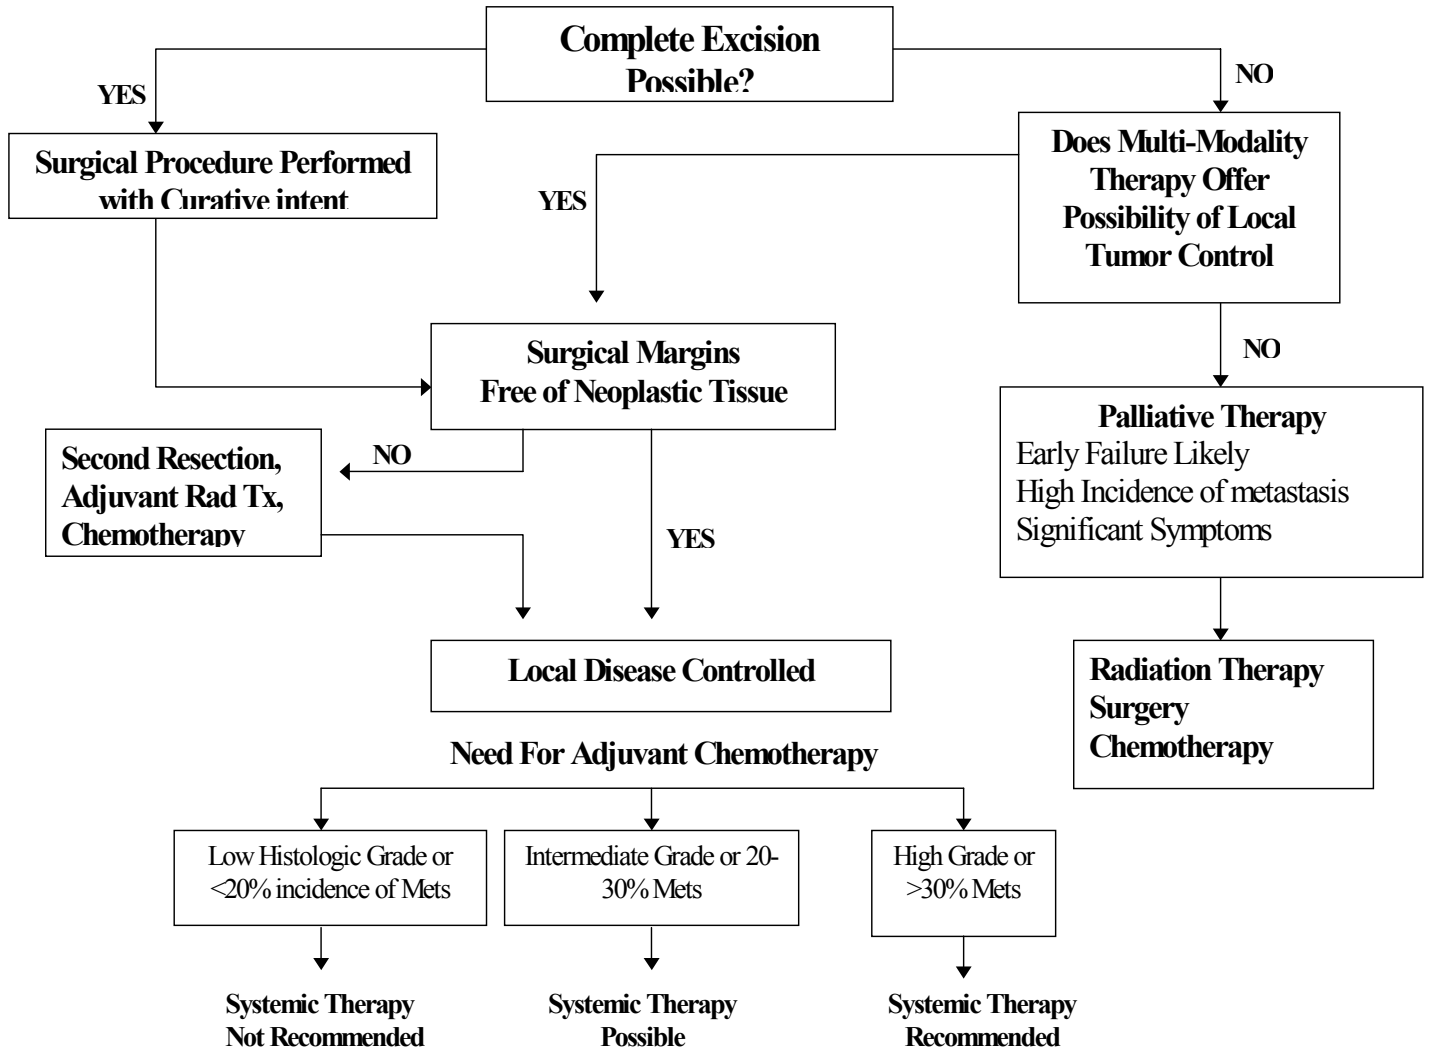 Complete Excision
Possible?
YES
NO
Surgical Procedure Performed
with Curative intent
Does Multi-Modality
Therapy Offer
Possibility of Local
Tumor Control
YES
NO
Surgical Margins
Free of Neoplastic Tissue
Palliative Therapy
Early Failure Likely
High Incidence of metastasis
Significant Symptoms
Second Resection,
Adjuvant Rad Tx,
Chemotherapy
NO
YES
Local Disease Controlled
Radiation Therapy
Surgery
Chemotherapy
Need For Adjuvant Chemotherapy
Low Histologic Grade or
<20% incidence of Mets
Intermediate Grade or 20-
30% Mets
High Grade or
>30% Mets
Systemic Therapy
Not Recommended
Systemic Therapy
Possible
Systemic Therapy
Recommended